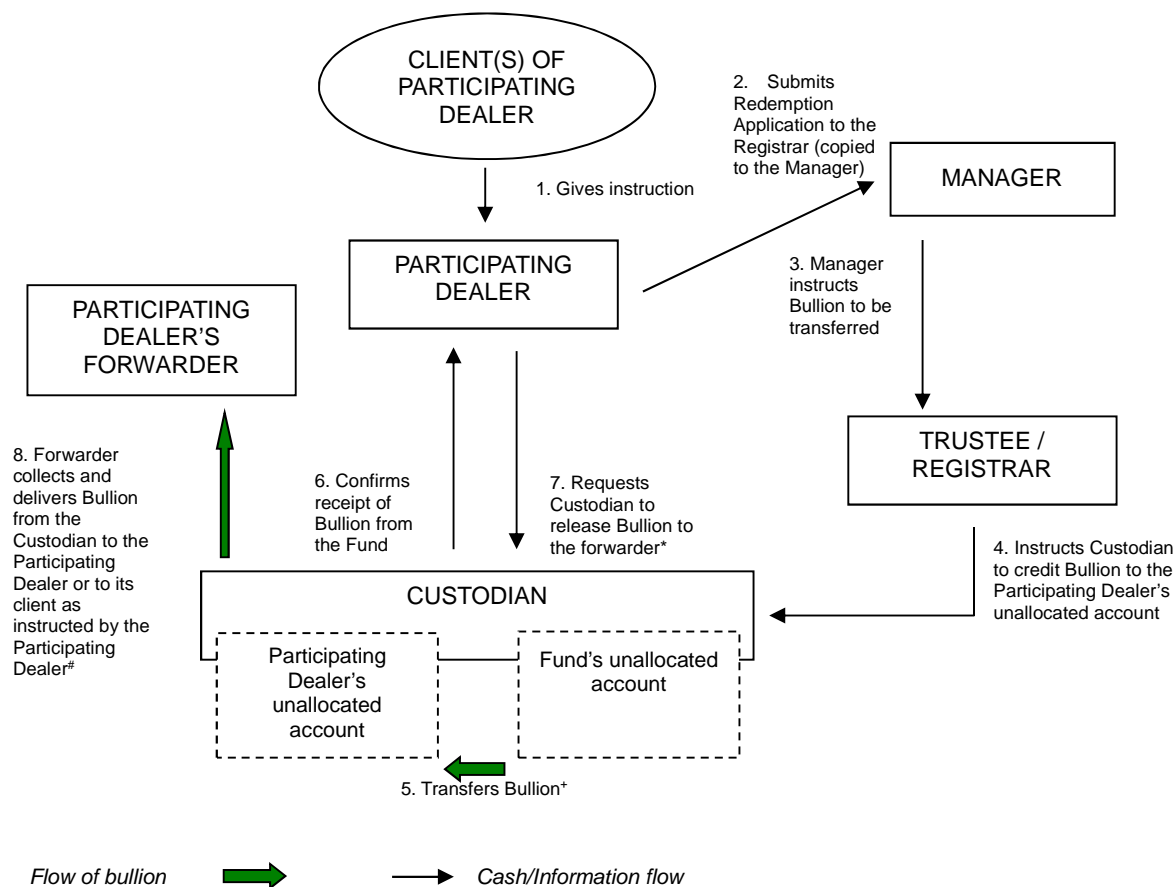 CLIENT(S) OF
PARTICIPATING
DEALER
2. Submits
Redemption
Application to the
Registrar (copied
to the Manager)
MANAGER
1. Gives instruction
PARTICIPATING
DEALER
3. Manager
instructs
Bullion to be
transferred
PARTICIPATING
DEALER’S
FORWARDER
TRUSTEE /
REGISTRAR
8. Forwarder
collects and
delivers Bullion
from the
Custodian to the
Participating
Dealer or to its
client as
instructed by the
Participating
Dealer#
6. Confirms
receipt of
Bullion from
the Fund
7. Requests
Custodian to
release Bullion to
the forwarder*
4. Instructs Custodian
to credit Bullion to the
Participating Dealer’s
unallocated account
CUSTODIAN
Participating
Dealer’s
unallocated
account
Fund’s unallocated
account
5. Transfers Bullion+
Flow of bullion
Cash/Information flow